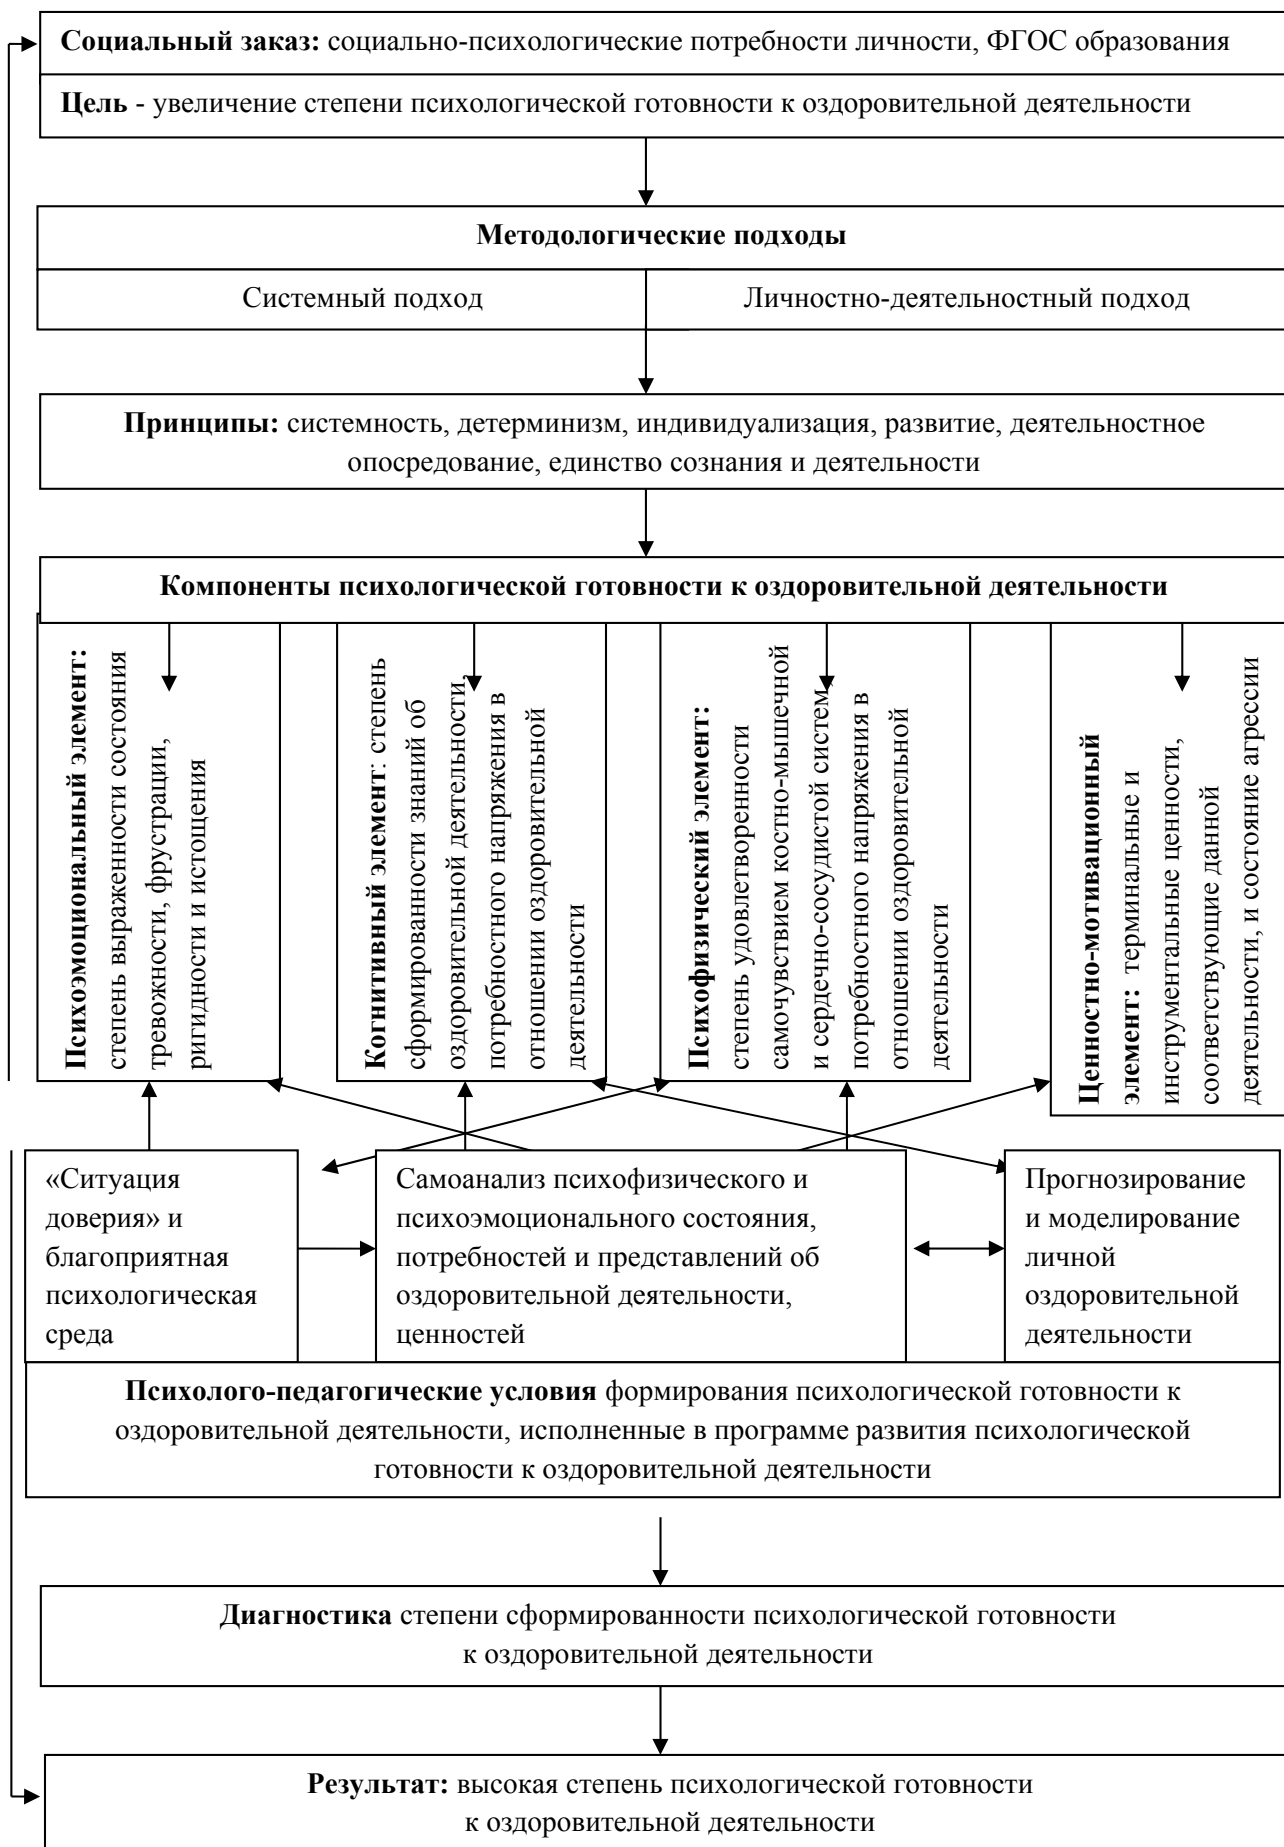 Социальный заказ: социально-психологические потребности личности, ФГОС образования
Цель - увеличение степени психологической готовности к оздоровительной деятельности
Методологические подходы
Системный подход
Личностно-деятельностный подход
Принципы: системность, детерминизм, индивидуализация, развитие, деятельностное
опосредование, единство сознания и деятельности
Компоненты психологической готовности к оздоровительной деятельности
Психоэмоциональный элемент:
степень выраженности состояния
тревожности, фрустрации,
ригидности и истощения
Когнитивный элемент: степень
сформированности знаний об
оздоровительной деятельности,
потребностного напряжения в
отношении оздоровительной
деятельности
Психофизический элемент:
степень удовлетворенности
самочувствием костно-мышечной
и сердечно-сосудистой систем,
потребностного напряжения в
отношении оздоровительной
деятельности
Ценностно-мотивационный
элемент: терминальные и
инструментальные ценности,
соответствующие данной
деятельности, и состояние агрессии
«Ситуация
доверия» и
благоприятная
психологическая
среда
Самоанализ психофизического и
психоэмоционального состояния,
потребностей и представлений об
оздоровительной деятельности,
ценностей
Прогнозирование
и моделирование
личной
оздоровительной
деятельности
Психолого-педагогические условия формирования психологической готовности к
оздоровительной деятельности, исполненные в программе развития психологической
готовности к оздоровительной деятельности
Диагностика степени сформированности психологической готовности
к оздоровительной деятельности
Результат: высокая степень психологической готовности
к оздоровительной деятельности